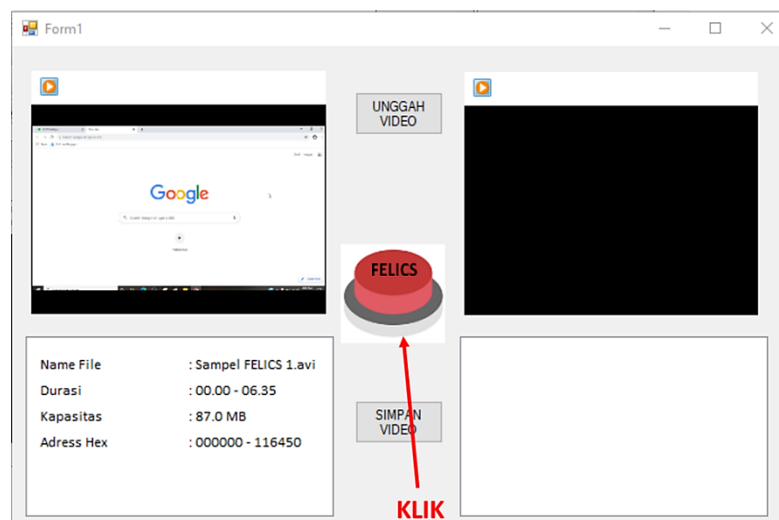 Form1
UNGGAH
VIDEO
Google
FELICS
Name File : Sampel FELICS 1.avi
Durasi : 00.00 - 06.35
Kapasitas : 87.0 MB
Adress Hex : 000000 - 116450
SIMPAN
VIDEO
KLIK